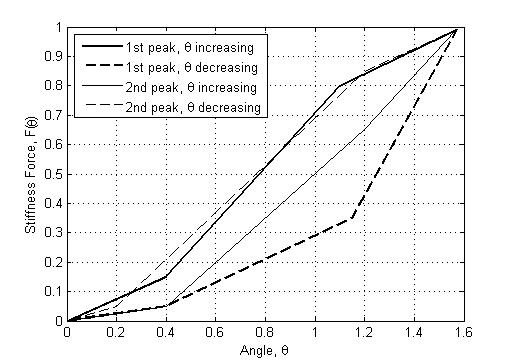 1
0.9
0.8
0.7
0.6
0.5
0.4
0.3
0.2
0.1
0
Stiffness Force, F(θ)
1st peak, θ increasing
1st peak, θ decreasing
2nd peak, θ increasing
2nd peak, θ decreasing
0 0.2 0.4 0.6 0.8 1 1.2 1.4 1.6
Angle, θ